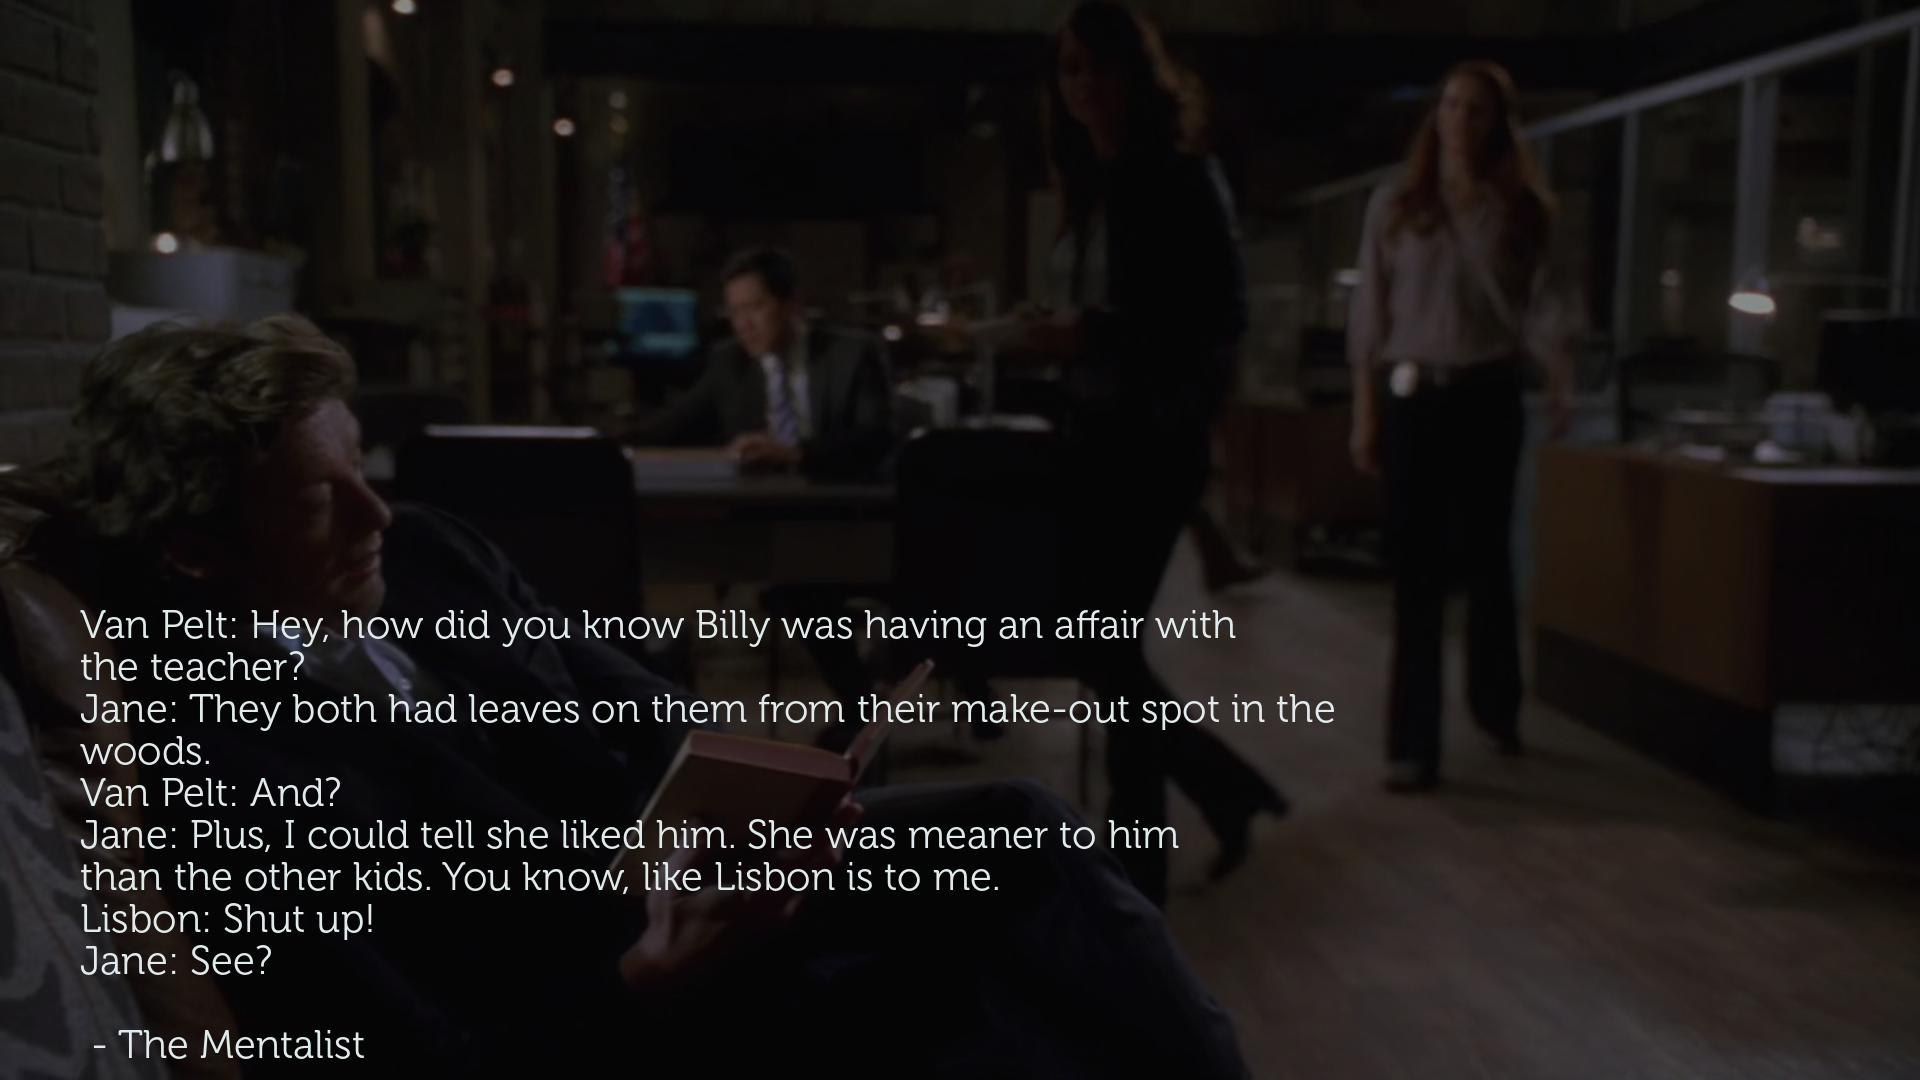 Van Pelt: Hey, how did you know Billy was having an affair with
the teacher?
Jane: They both had leaves on them from their make-out spot in the
woods.
Van Pelt: And?
Jane: Plus, I could tell she liked him. She was meaner to him
than the other kids. You know, like Lisbon is to me.
Lisbon: Shut up!
Jane: See?
- The Mentalist